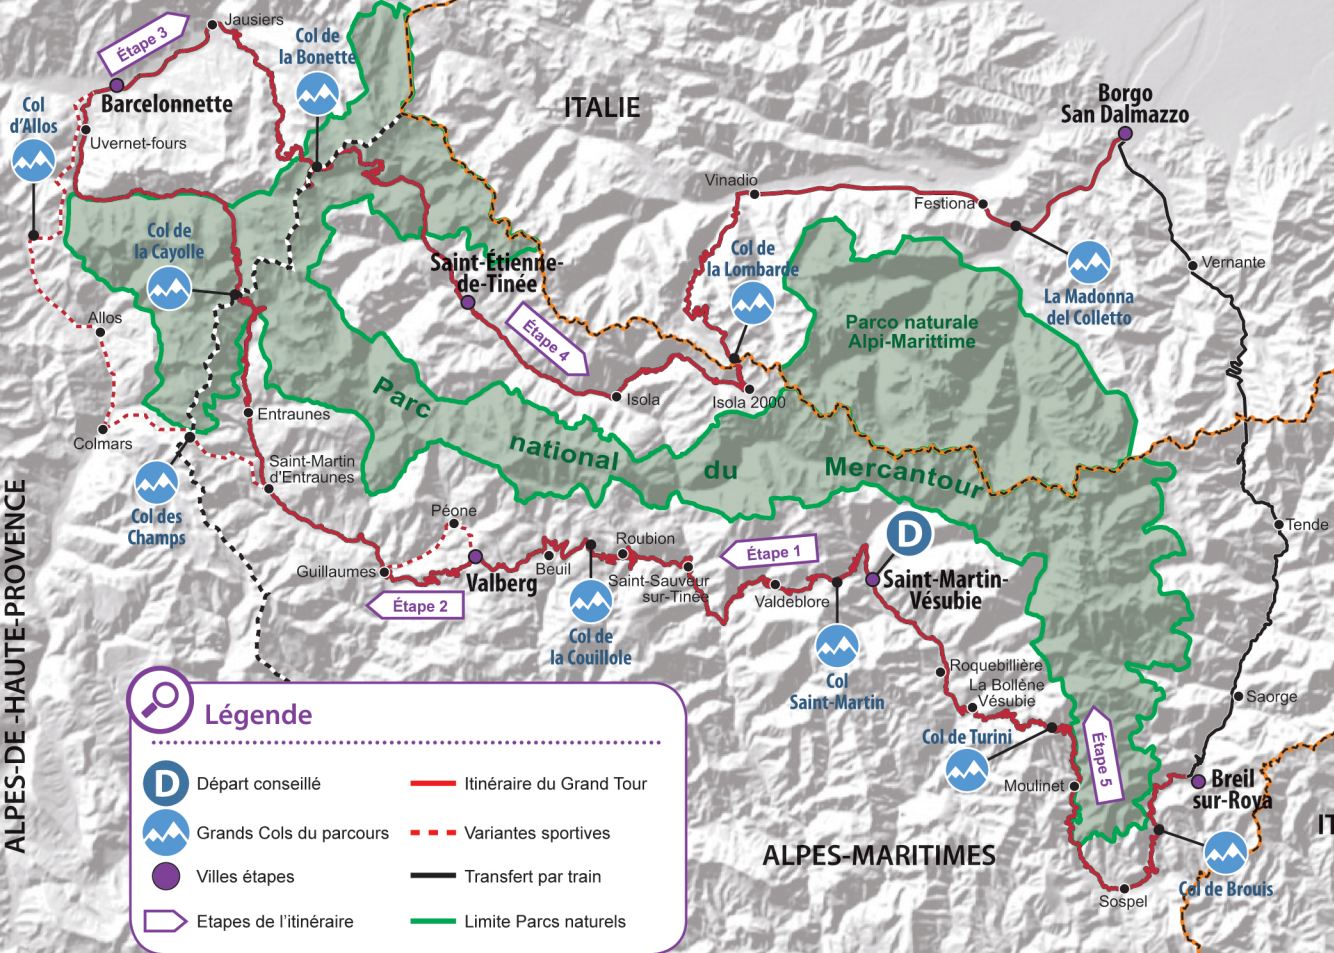 Jausiers
Étape 3
Col de
la Bonette
Barcelonnette
Col
d'Allos
Uvernet-fours
ITALIE
Borgo
San Dalmazzo
Vinadio
Festiona
Col de
la Cayolle
Saint-Étienne-
de-Tinée
Col de
la Lombarde
Vernante
La Madonna
del Colletto
Allos
Étape 4
Parco naturale
Alpi-Marittime
Isola
Isola 2000
Entraunes
Colmars
Parc
national
du
Mercantour
Saint-Martin
d'Entraunes
Col des
Champs
Péone
Tende
Guillaumes
Valberg
Beuil
Roubion
Saint-Sauveur
sur-Tinée
Étape 1
D
Saint-Martin-
Vésubie
Valdeblore
Étape 2
Col de
la Couillole
Col
Saint-Martin
Roquebillière
La Bollène
Vésubie
Saorge
Col de Turini
Étape 5
Moulinet
Breil
sur-Roya
ALPES-DE-HAUTE-PROVENCE
ALPES-MARITIMES
IT
Col de Brouis
Sospel
Légende
D Départ conseillé
Grands Cols du parcours
Villes étapes
Etapes de l'itinéraire
Itinéraire du Grand Tour
Variantes sportives
Transfert par train
Limite Parcs naturels